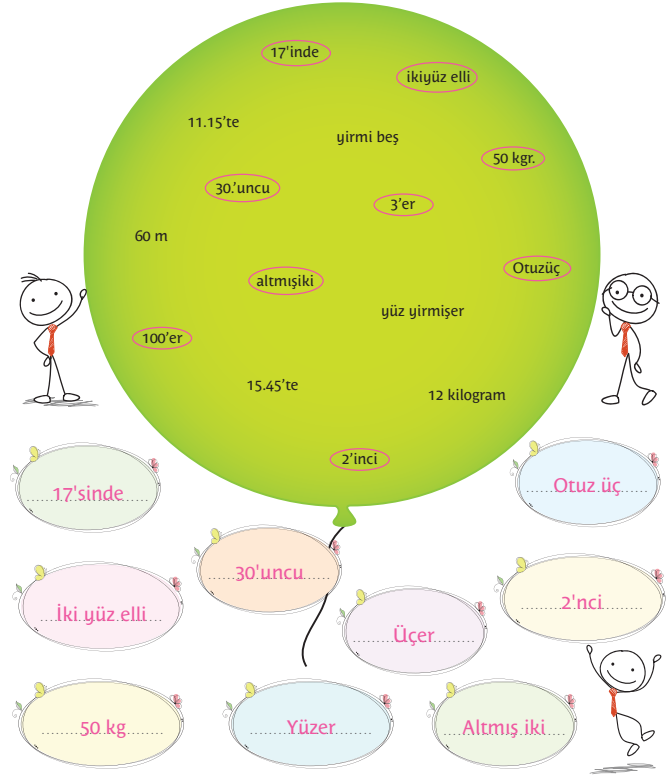 17'inde
ikiyüz elli
11.15'te
yirmi beş
50 kgr.
30.'uncu
3'er
60 m
Otuzüç
altmışiki
yüz yirmişer
100'er
15.45'te
12 kilogram
2'inci
17'sinde
Otuz üç
30'uncu
İki yüz elli
2'nci
Üçer
50 kg
Yüzer
Altmış iki